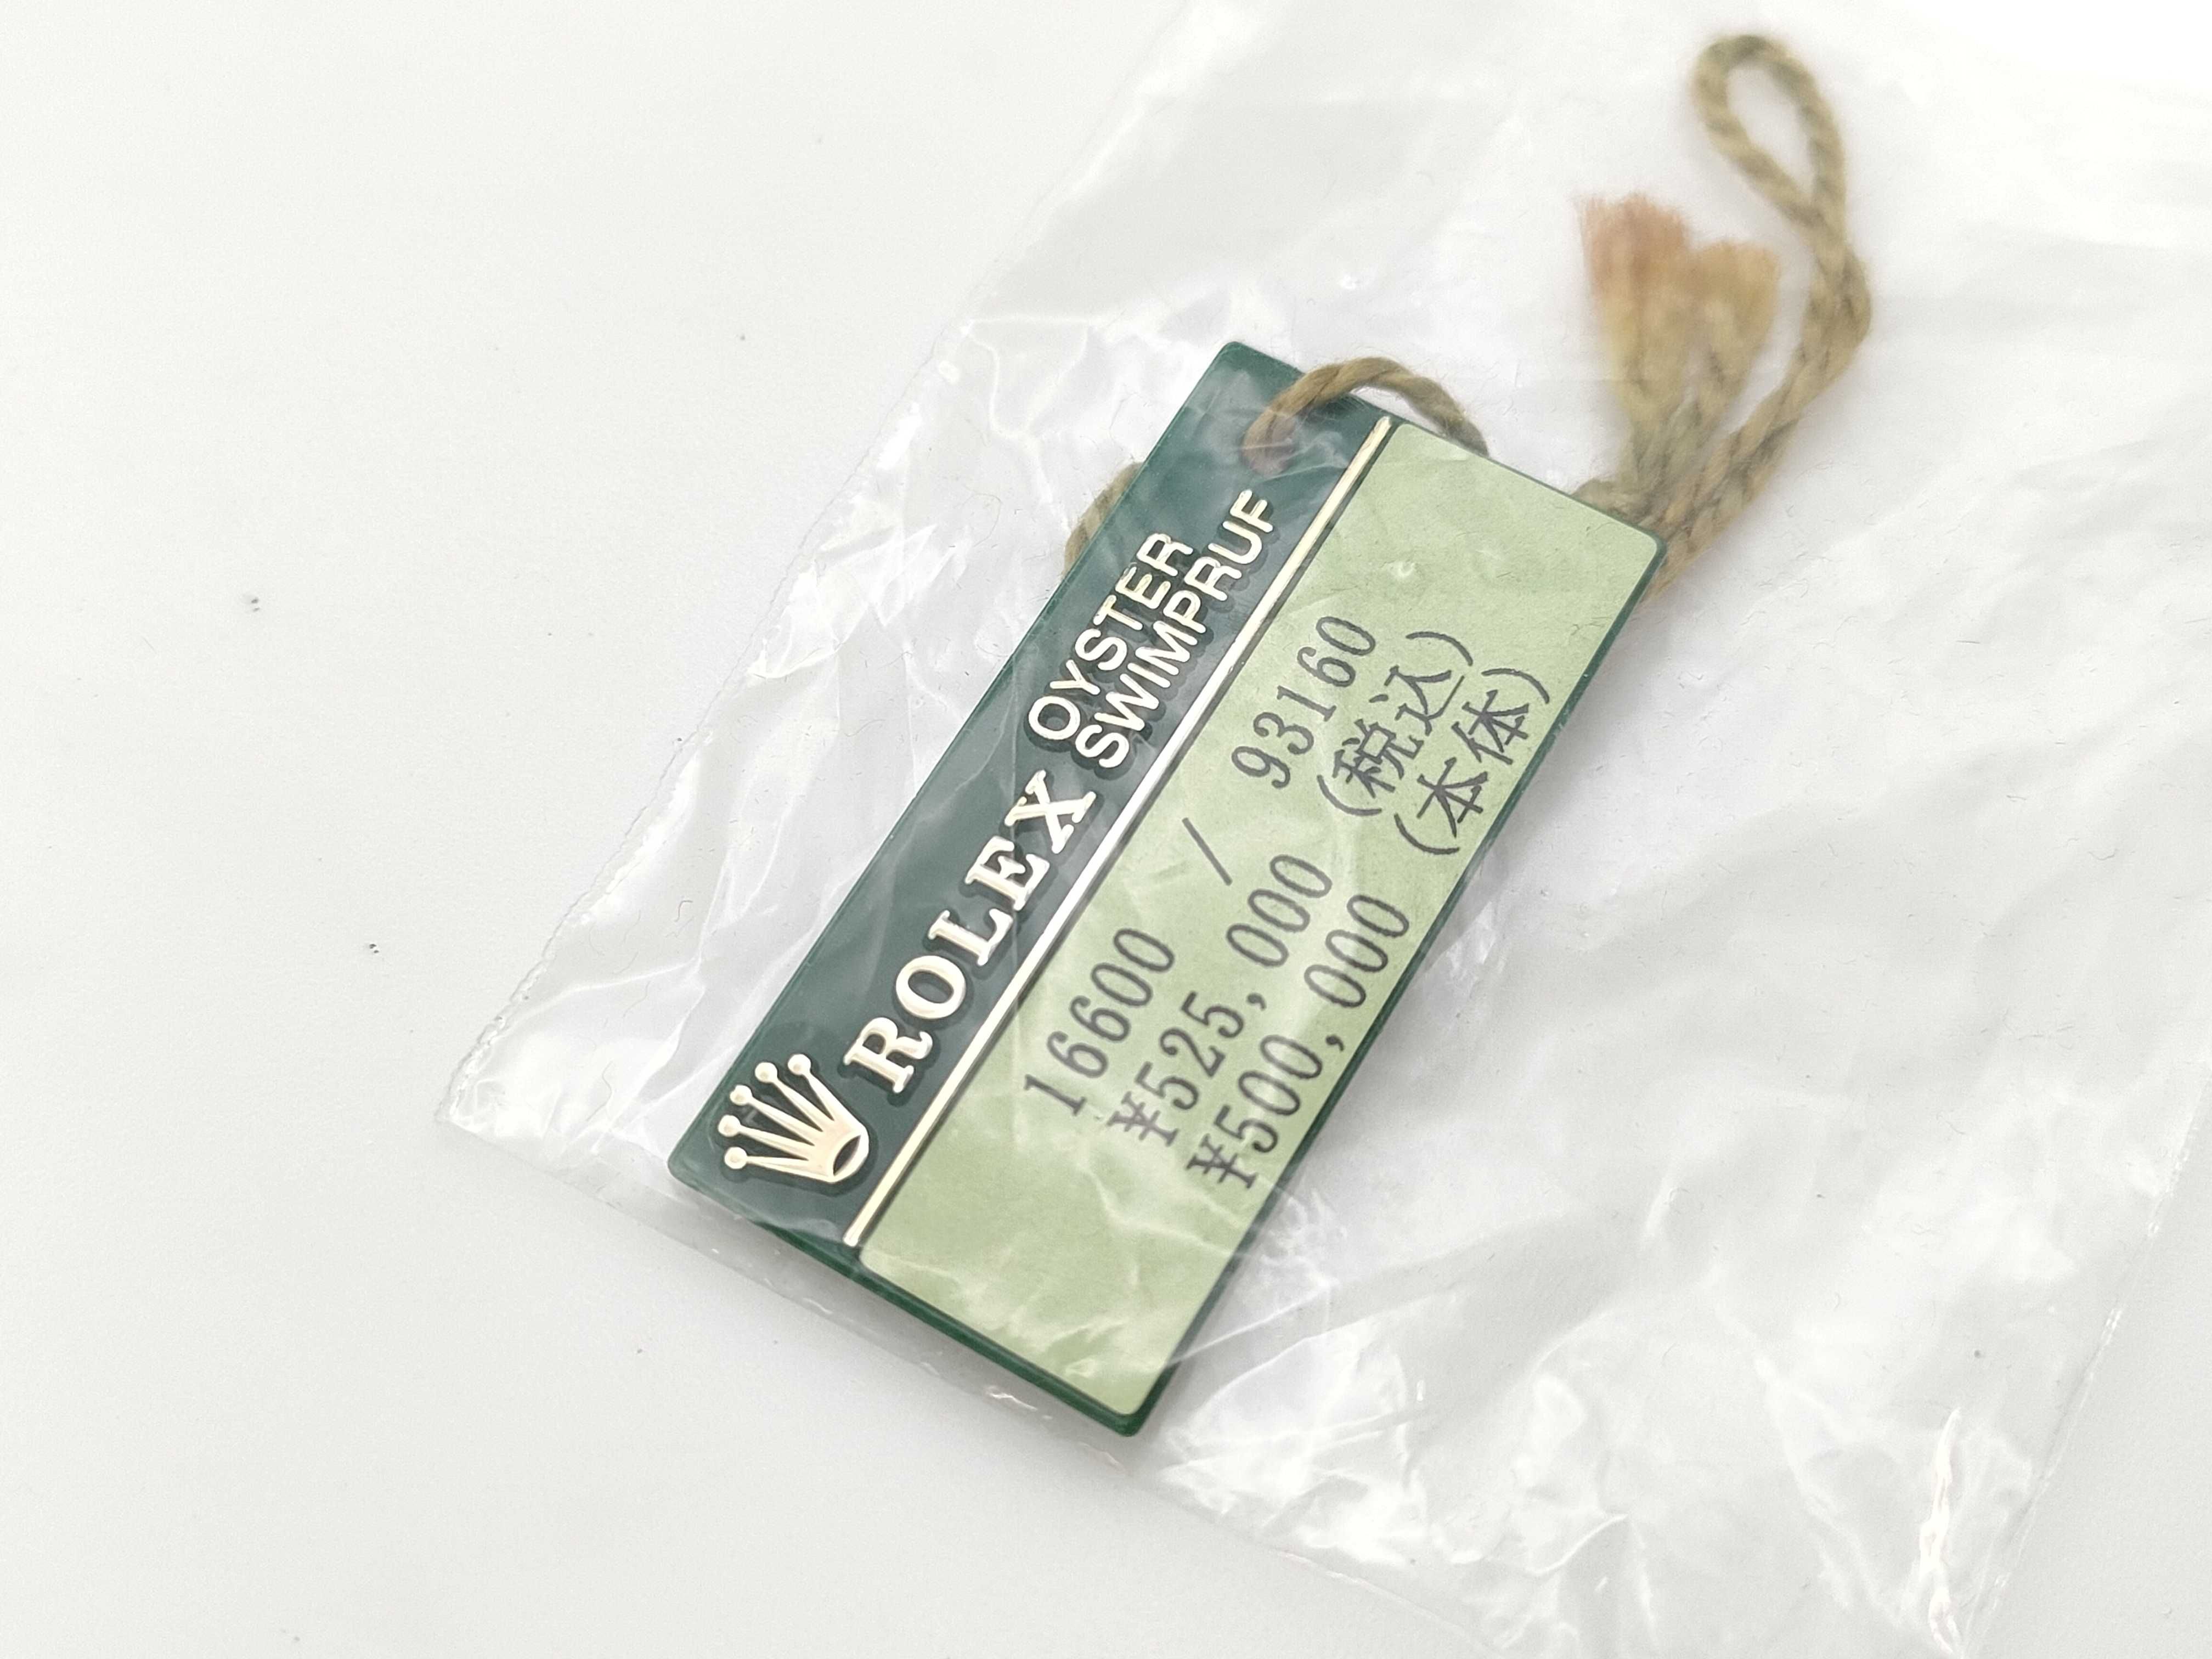 ROLEX
OYSTER
SWIMPRUF
16600 / 93160
¥525,000 (税込)
¥500,000 (本体)